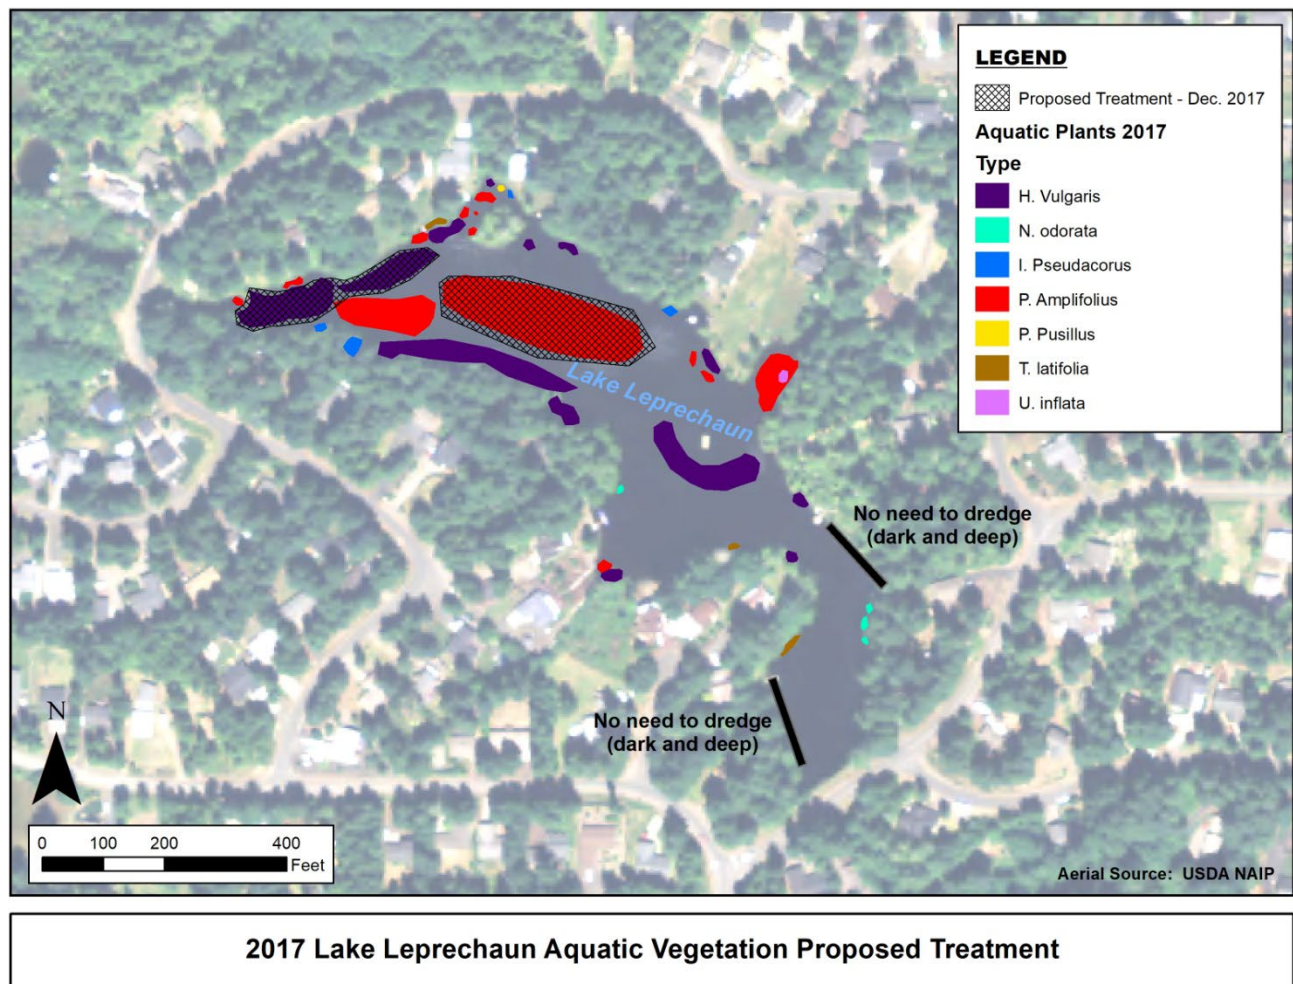 LEGEND
Proposed Treatment - Dec. 2017
Aquatic Plants 2017
Type
H. Vulgaris
N. odorata
I. Pseudacorus
P. Amplifolius
P. Pusillus
T. latifolia
U. inflata
Lake Leprechaun
No need to dredge
(dark and deep)
No need to dredge
(dark and deep)
N
0 100 200 400
Feet
Aerial Source: USDA NAIP
2017 Lake Leprechaun Aquatic Vegetation Proposed Treatment